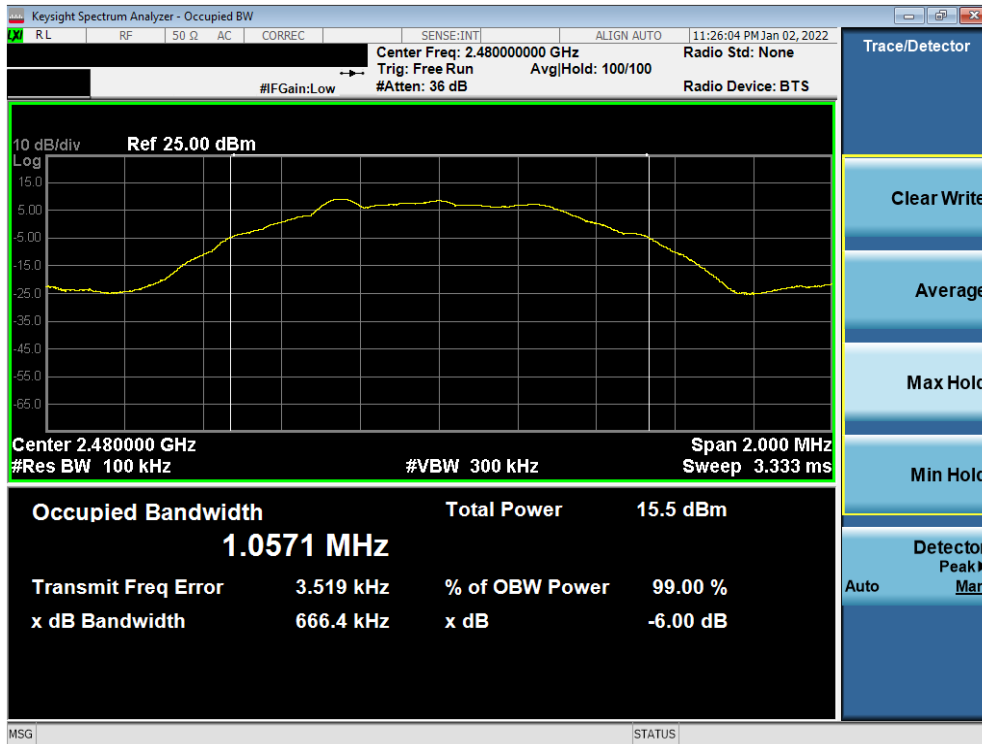 Keysight Spectrum Analyzer - Occupied BW
LXI RL RF 50 Ω AC CORREC SENSE:INT ALIGN AUTO 11:26:04 PM Jan 02, 2022
Center Freq: 2.480000000 GHz Radio Std: None
Trig: Free Run Avg|Hold: 100/100
#IFGain:Low #Atten: 36 dB Radio Device: BTS
Trace/Detector
10 dB/div Ref 25.00 dBm
Log
15.0
5.00
-5.00
-15.0
-25.0
-35.0
-45.0
-55.0
-65.0
Center 2.480000 GHz Span 2.000 MHz
#Res BW 100 kHz #VBW 300 kHz Sweep 3.333 ms
Occupied Bandwidth Total Power 15.5 dBm
1.0571 MHz
Transmit Freq Error 3.519 kHz % of OBW Power 99.00 %
x dB Bandwidth 666.4 kHz x dB -6.00 dB
Clear Write
Average
Max Hold
Min Hold
Detector
Peak
Auto Man
MSG STATUS